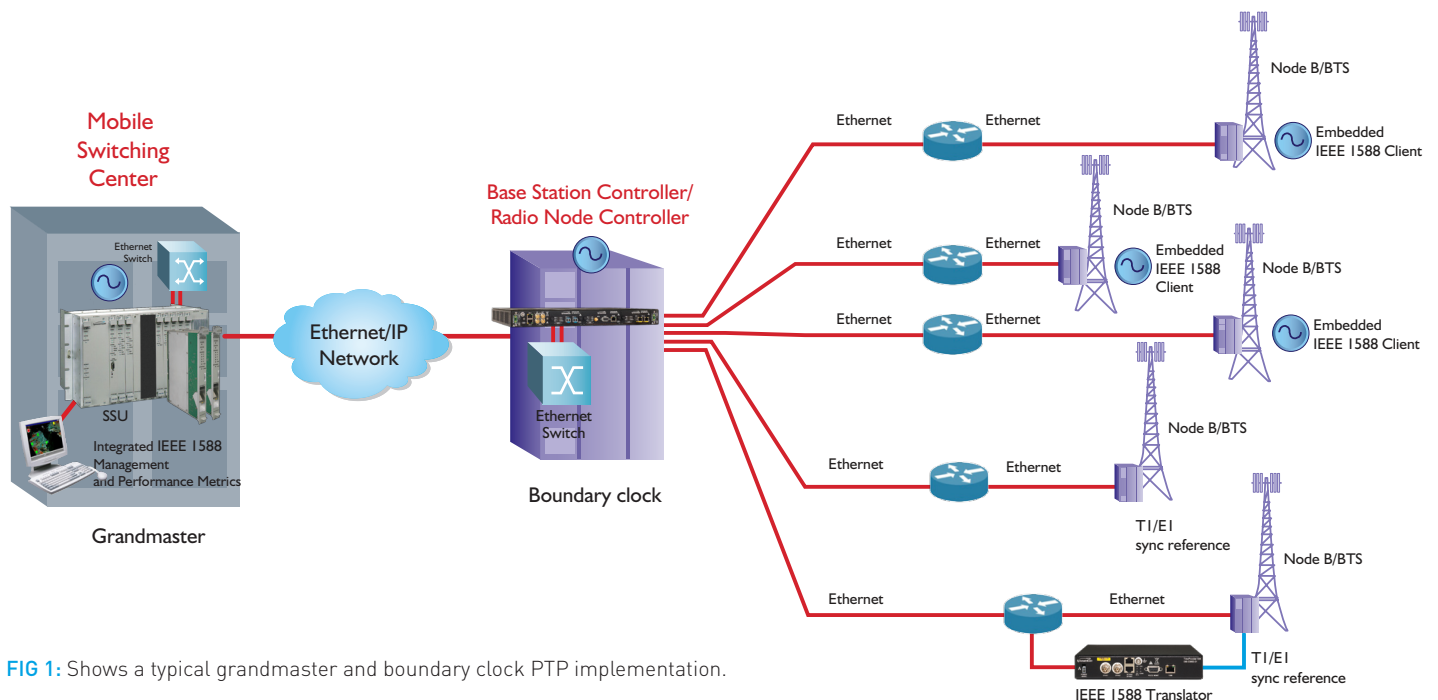 Mobile
Switching
Center
Ethernet
Switch
SSU
Integrated IEEE 1588
Management
and Performance Metrics
Grandmaster
Ethernet/IP
Network
Base Station Controller/
Radio Node Controller
Ethernet
Switch
Boundary clock
Ethernet
Ethernet
Node B/BTS
Embedded
IEEE 1588 Client
Ethernet
Ethernet
Node B/BTS
Embedded
IEEE 1588
Client
Ethernet
Ethernet
Node B/BTS
Embedded
IEEE 1588 Client
Ethernet
Ethernet
Node B/BTS
T1/E1
sync reference
Ethernet
Ethernet
Node B/BTS
T1/E1
sync reference
IEEE 1588 Translator
FIG 1: Shows a typical grandmaster and boundary clock PTP implementation.